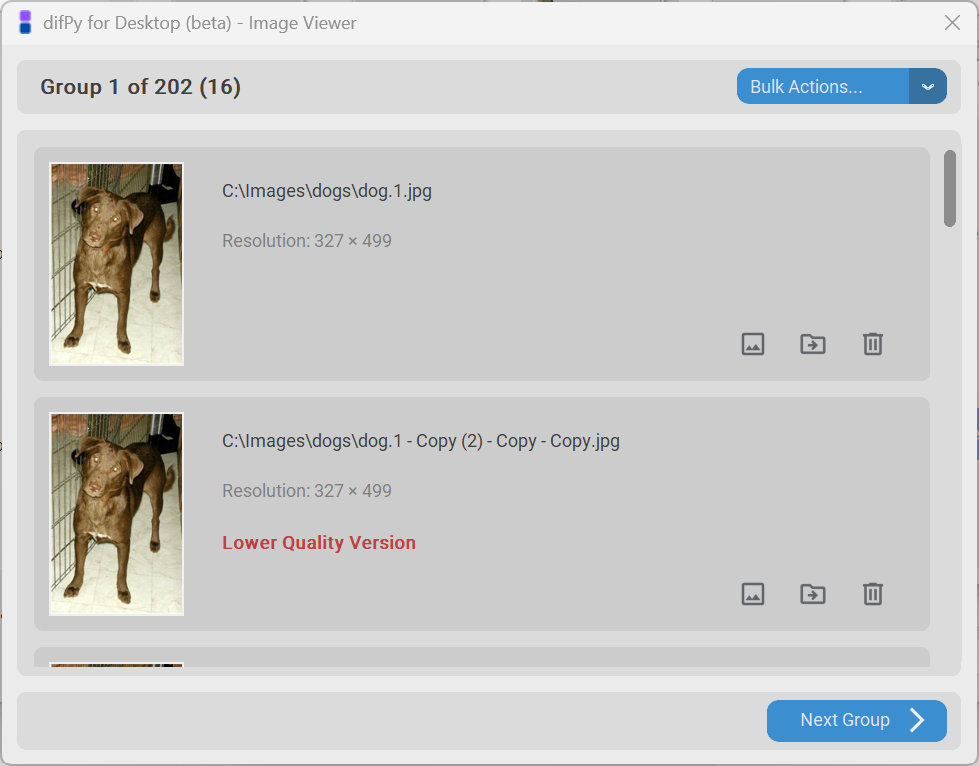 difPy for Desktop (beta) - Image Viewer
Group 1 of 202 (16)
Bulk Actions...
C:\Images\dogs\dog.1.jpg
Resolution: 327 × 499
C:\Images\dogs\dog.1 - Copy (2) - Copy - Copy.jpg
Resolution: 327 × 499
Lower Quality Version
Next Group